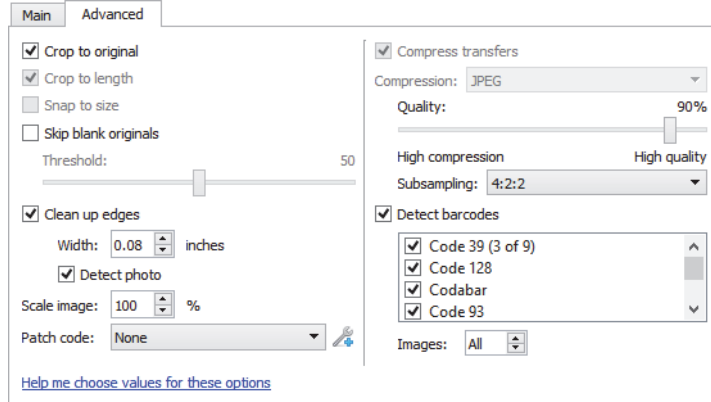 Main
Advanced
Crop to original
Crop to length
Snap to size
Skip blank originals
Threshold: 50
Clean up edges
Width: 0.08 inches
Detect photo
Scale image: 100 %
Patch code: None
Help me choose values for these options
Compress transfers
Compression: JPEG
Quality: 90%
High compression High quality
Subsampling: 4:2:2
Detect barcodes
Code 39 (3 of 9)
Code 128
Codabar
Code 93
Images: All